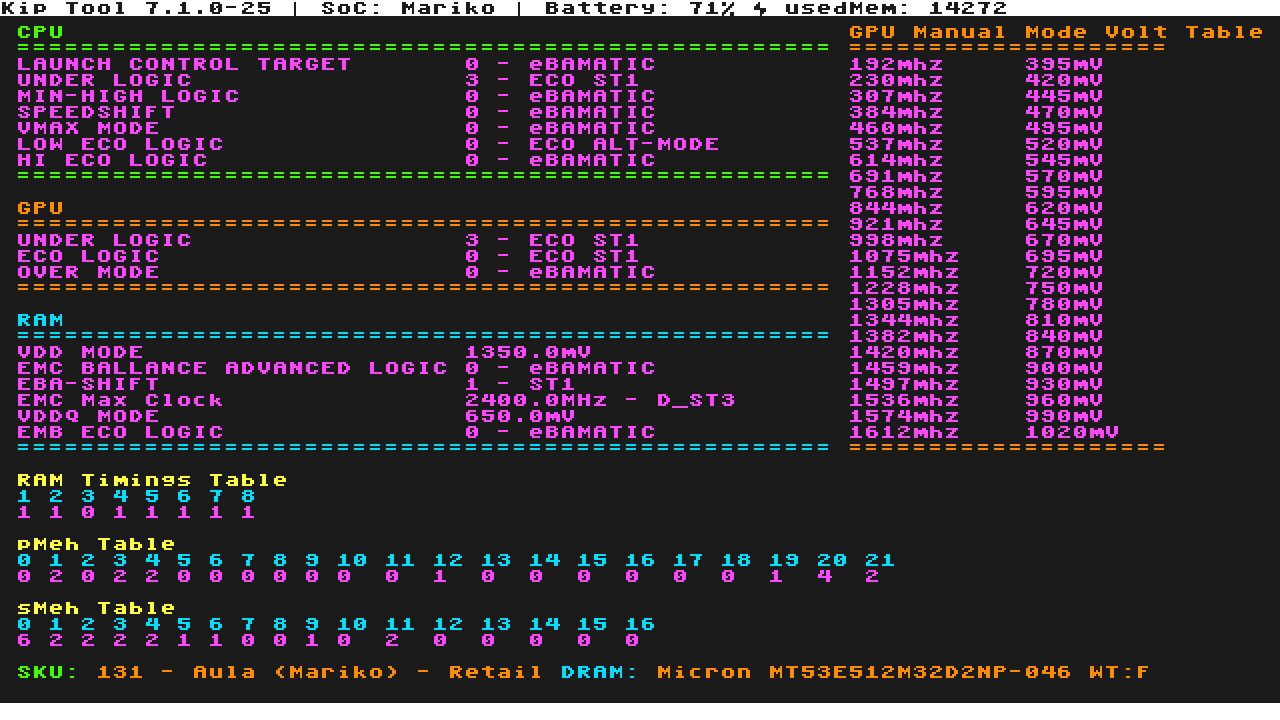 Kip Tool 7.1.0-25 | SoC: Mariko | Battery: 71% ϟ usedMem: 14272
CPU
==================================================
LAUNCH CONTROL TARGET 0 - eBAMATIC
UNDER LOGIC 3 - ECO ST1
MIN-HIGH LOGIC 0 - eBAMATIC
SPEEDSHIFT 0 - eBAMATIC
VMAX MODE 0 - eBAMATIC
LOW ECO LOGIC 0 - ECO ALT-MODE
HI ECO LOGIC 0 - eBAMATIC
==================================================
GPU
==================================================
UNDER LOGIC 3 - ECO ST1
ECO LOGIC 0 - ECO ST1
OVER MODE 0 - eBAMATIC
==================================================
RAM
==================================================
VDD MODE 1350.0mV
EMC BALLANCE ADVANCED LOGIC 0 - eBAMATIC
EBA-SHIFT 1 - ST1
EMC Max Clock 2400.0MHz - D_ST3
VDDQ MODE 650.0mV
EMB ECO LOGIC 0 - eBAMATIC
==================================================
GPU Manual Mode Volt Table
====================
192mhz 395mV
230mhz 420mV
307mhz 445mV
384mhz 470mV
460mhz 495mV
537mhz 520mV
614mhz 545mV
691mhz 570mV
768mhz 595mV
844mhz 620mV
921mhz 645mV
998mhz 670mV
1075mhz 695mV
1152mhz 720mV
1228mhz 750mV
1305mhz 780mV
1344mhz 810mV
1382mhz 840mV
1420mhz 870mV
1459mhz 900mV
1497mhz 930mV
1536mhz 960mV
1574mhz 990mV
1612mhz 1020mV
====================
RAM Timings Table
1 2 3 4 5 6 7 8
1 1 0 1 1 1 1 1
pMeh Table
0 1 2 3 4 5 6 7 8 9 10 11 12 13 14 15 16 17 18 19 20 21
0 2 0 2 2 0 0 0 0 0 0 0 1 0 0 0 0 0 0 1 4 2
sMeh Table
0 1 2 3 4 5 6 7 8 9 10 11 12 13 14 15 16
6 2 2 2 2 1 1 0 0 1 0 2 0 0 0 0 0
SKU: 131 - Aula (Mariko) - Retail DRAM: Micron MT53E512M32D2NP-046 WT:F